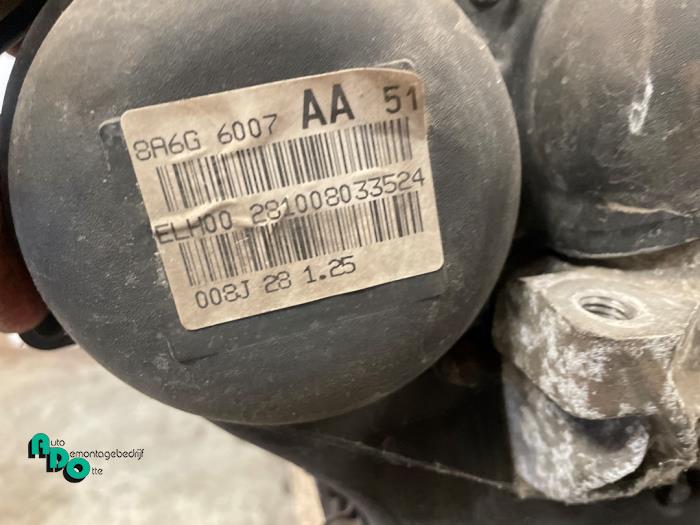 8A6G 6007 AA 51
ELH00 281008033524
008J 28 1.25
Auto
Demontagebedrijf
Otte